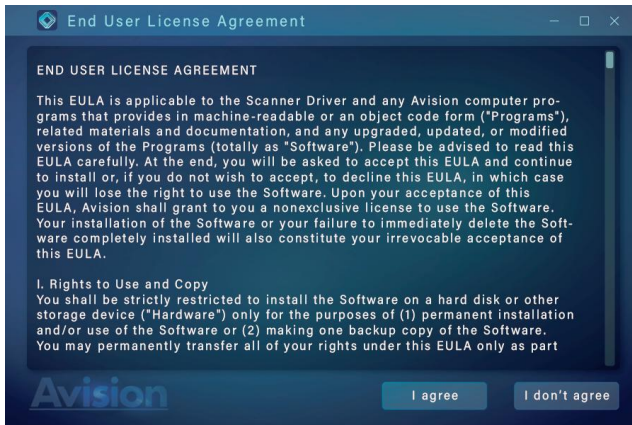 End User License Agreement
END USER LICENSE AGREEMENT
This EULA is applicable to the Scanner Driver and any Avision computer pro-
grams that provides in machine-readable or an object code form ("Programs"),
related materials and documentation, and any upgraded, updated, or modified
versions of the Programs (totally as "Software"). Please be advised to read this
EULA carefully. At the end, you will be asked to accept this EULA and continue
to install or, if you do not wish to accept, to decline this EULA, in which case
you will lose the right to use the Software. Upon your acceptance of this
EULA, Avision shall grant to you a nonexclusive license to use the Software.
Your installation of the Software or your failure to immediately delete the Soft-
ware completely installed will also constitute your irrevocable acceptance of
this EULA.
I. Rights to Use and Copy
You shall be strictly restricted to install the Software on a hard disk or other
storage device ("Hardware") only for the purposes of (1) permanent installation
and/or use of the Software or (2) making one backup copy of the Software.
You may permanently transfer all of your rights under this EULA only as part
Avision
I agree
I don't agree